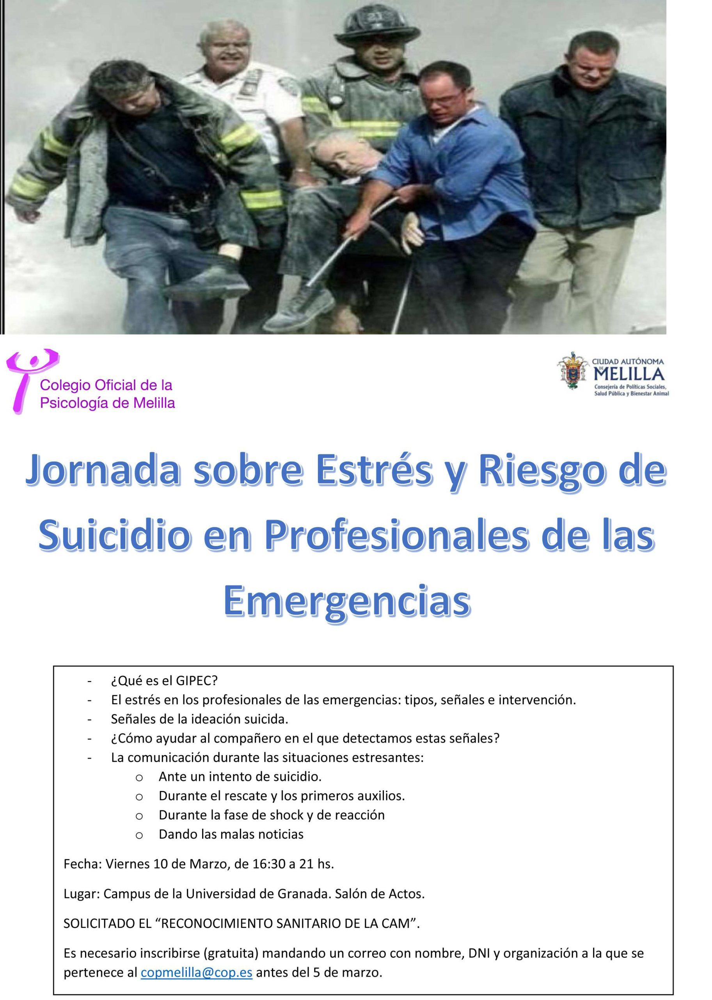 21
Colegio Oficial de la
Psicología de Melilla
CIUDAD AUTÓNOMA
DE
MELILLA
Consejería de Políticas Sociales,
Salud Pública y Bienestar Animal
Jornada sobre Estrés y Riesgo de
Suicidio en Profesionales de las
Emergencias
- ¿Qué es el GIPEC?
- El estrés en los profesionales de las emergencias: tipos, señales e intervención.
- Señales de la ideación suicida.
- ¿Cómo ayudar al compañero en el que detectamos estas señales?
- La comunicación durante las situaciones estresantes:
o Ante un intento de suicidio.
o Durante el rescate y los primeros auxilios.
o Durante la fase de shock y de reacción
o Dando las malas noticias
Fecha: Viernes 10 de Marzo, de 16:30 a 21 hs.
Lugar: Campus de la Universidad de Granada. Salón de Actos.
SOLICITADO EL “RECONOCIMIENTO SANITARIO DE LA CAM”.
Es necesario inscribirse (gratuita) mandando un correo con nombre, DNI y organización a la que se
pertenece al copmelilla@cop.es antes del 5 de marzo.